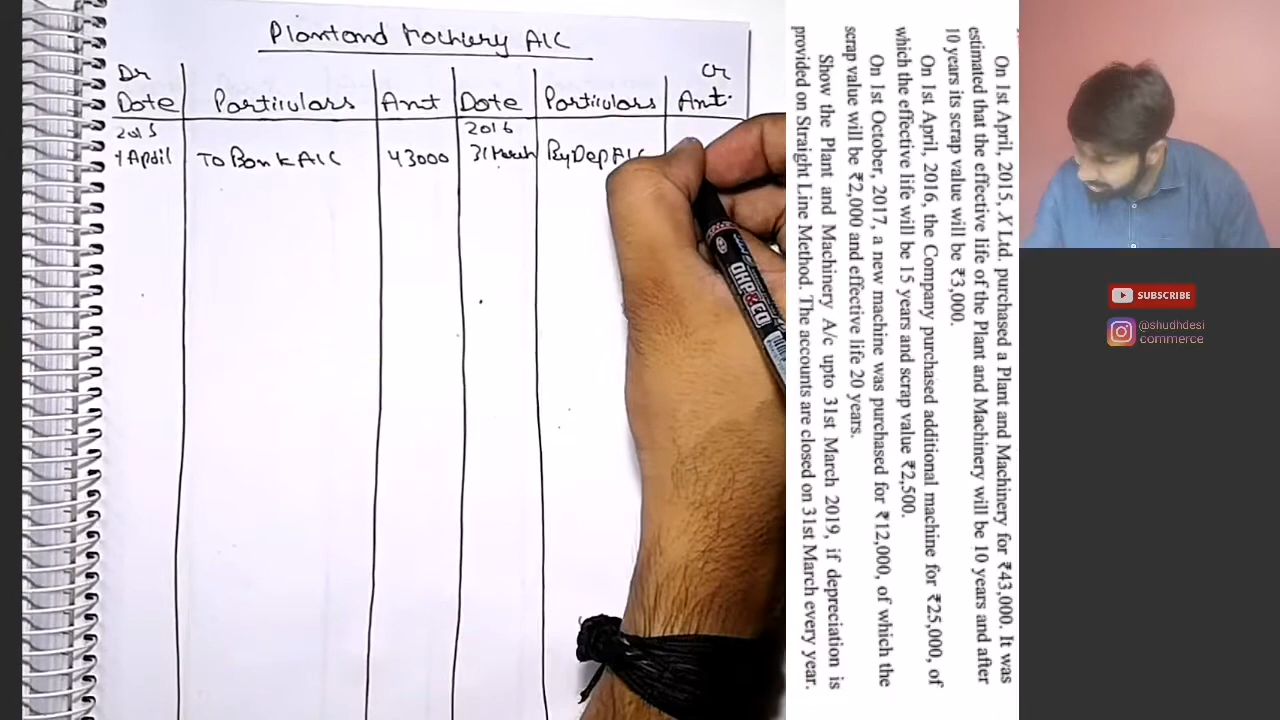 Plant and Machery A/C
Dr Cr
Date Particulars Amt Date Particulars Amt.
2015 2016
1 April To Bank A/C 43000 31 March By Dep A/C
OHP & CD
On 1st April, 2015, X Ltd. purchased a Plant and Machinery for ₹43,000. It was
estimated that the effective life of the Plant and Machinery will be 10 years and after
10 years its scrap value will be ₹3,000.
On 1st April, 2016, the Company purchased additional machine for ₹25,000, of
which the effective life will be 15 years and scrap value ₹2,500.
On 1st October, 2017, a new machine was purchased for ₹12,000, of which the
scrap value will be ₹2,000 and effective life 20 years.
Show the Plant and Machinery A/c upto 31st March 2019, if depreciation is
provided on Straight Line Method. The accounts are closed on 31st March every year.
SUBSCRIBE
@shudhdesi
commerce